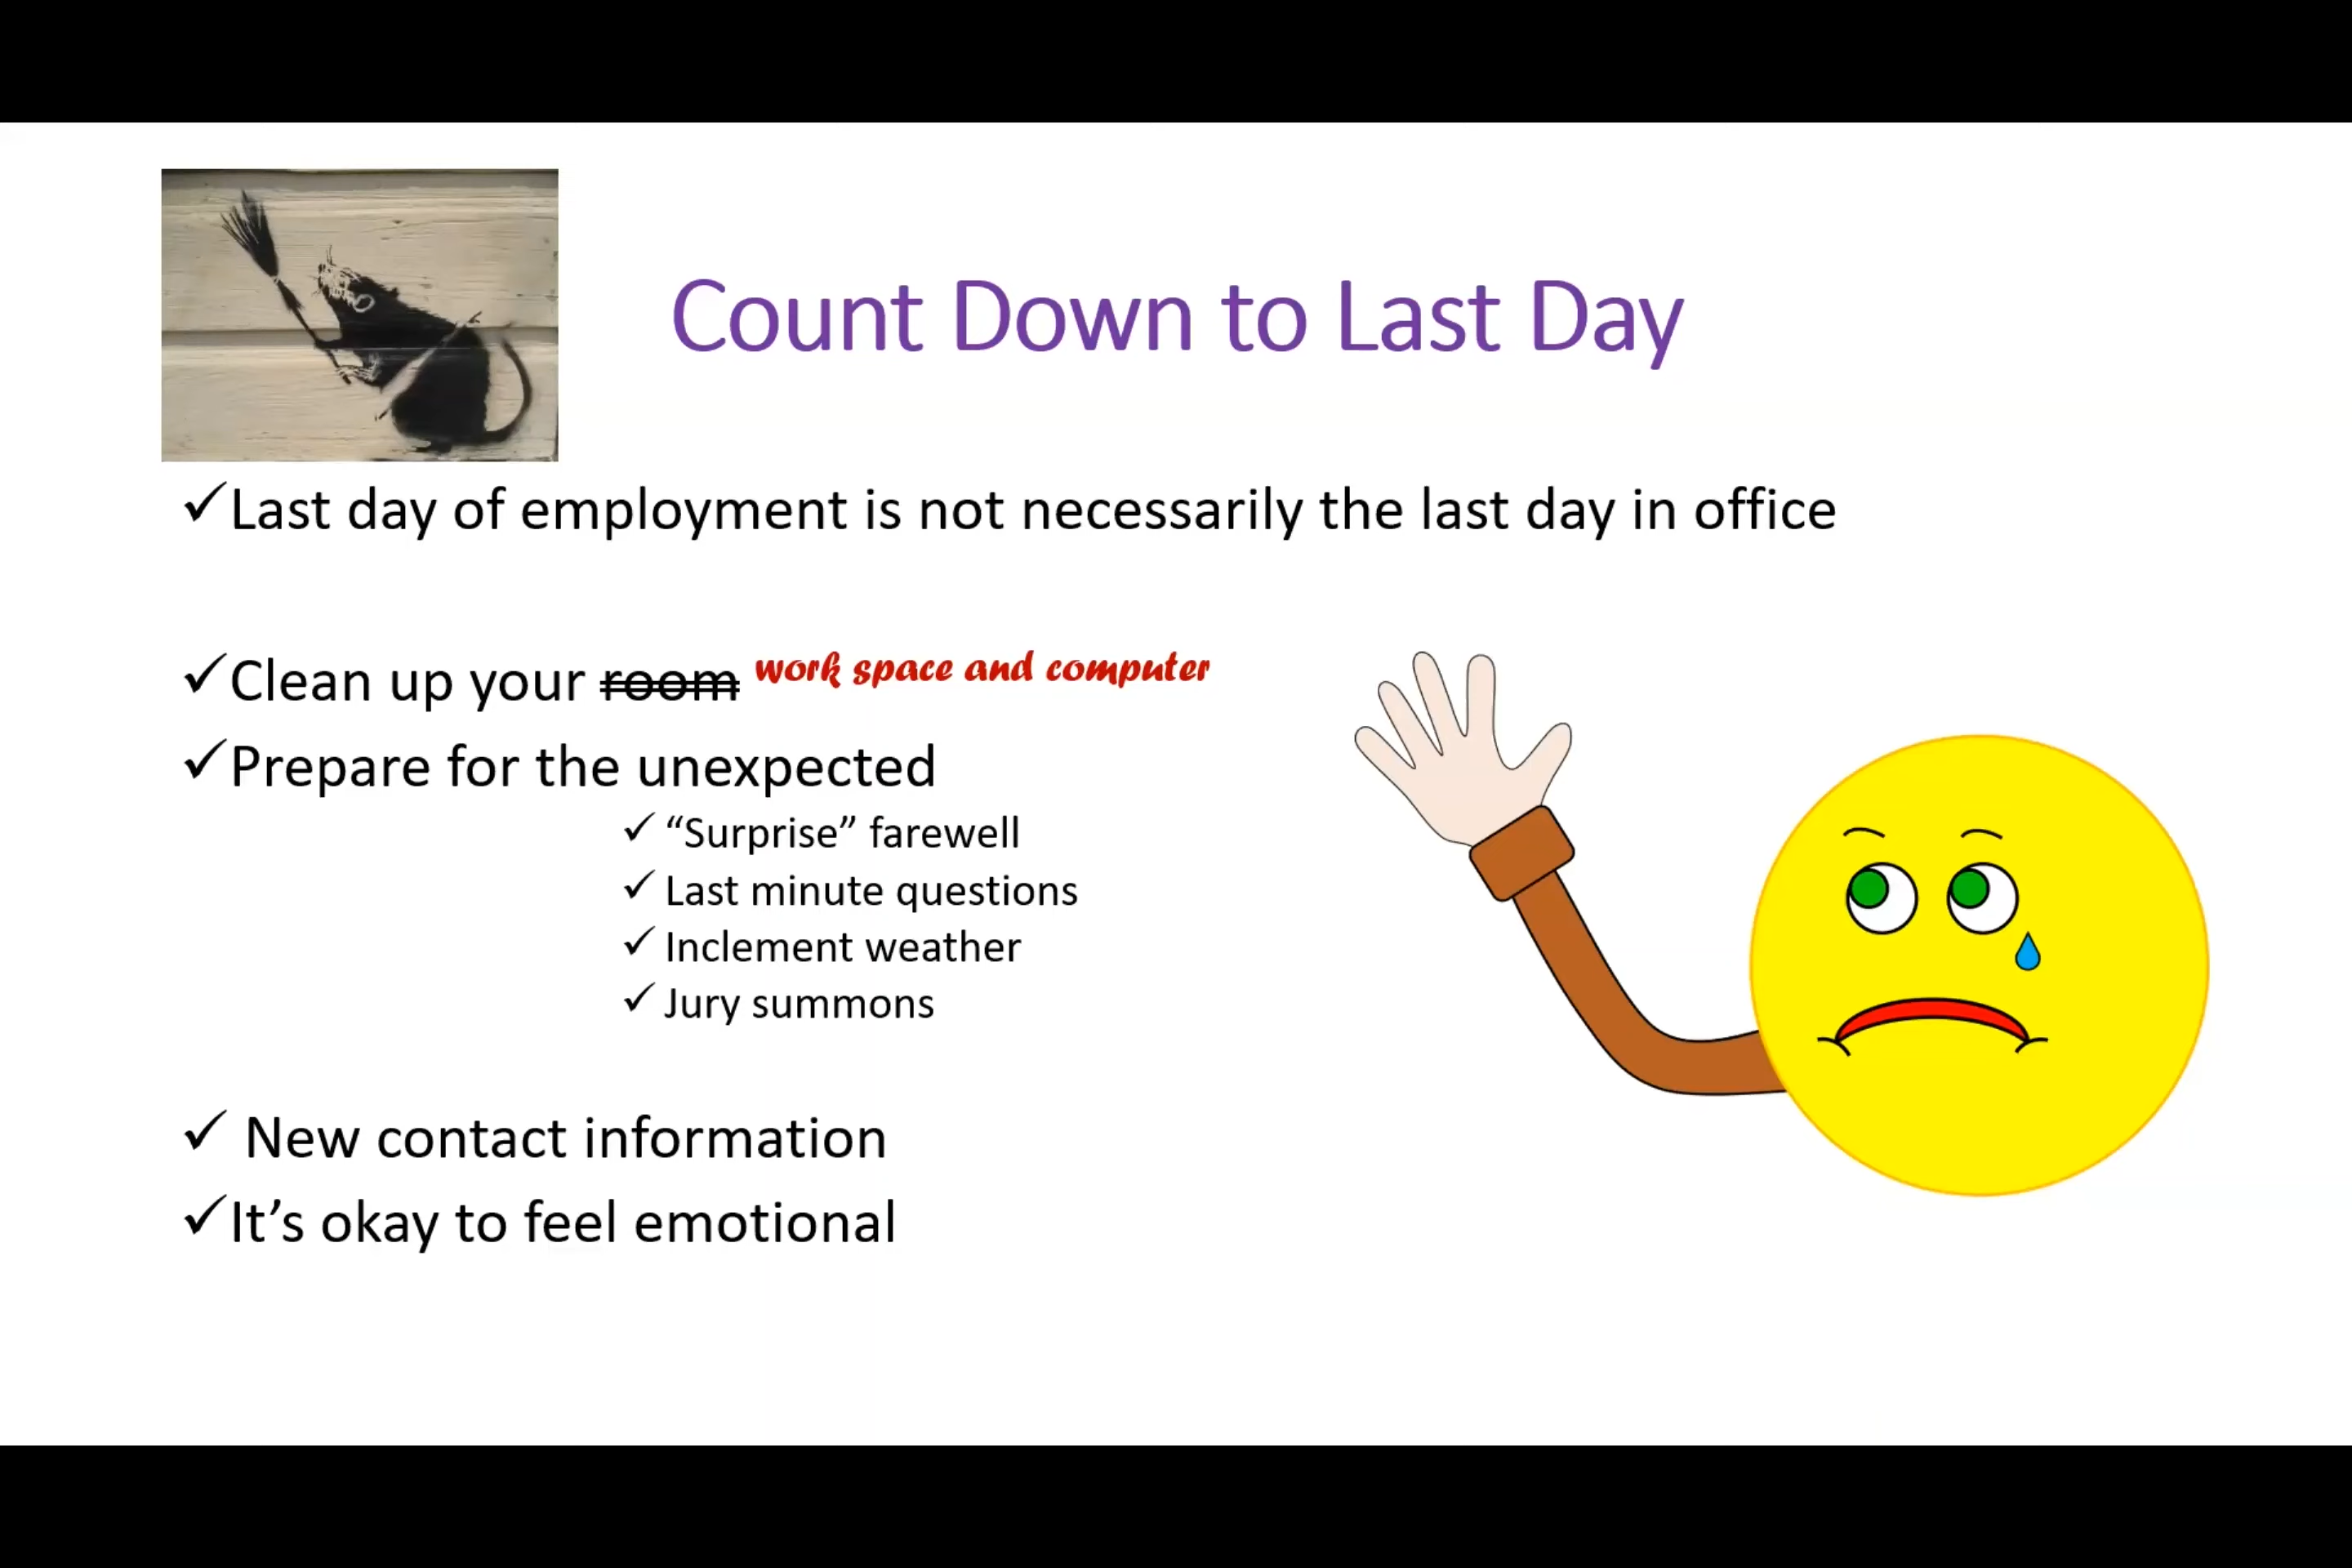 Count Down to Last Day
✓Last day of employment is not necessarily the last day in office
✓Clean up your room work space and computer
✓Prepare for the unexpected
✓ “Surprise” farewell
✓ Last minute questions
✓ Inclement weather
✓ Jury summons
✓ New contact information
✓It’s okay to feel emotional